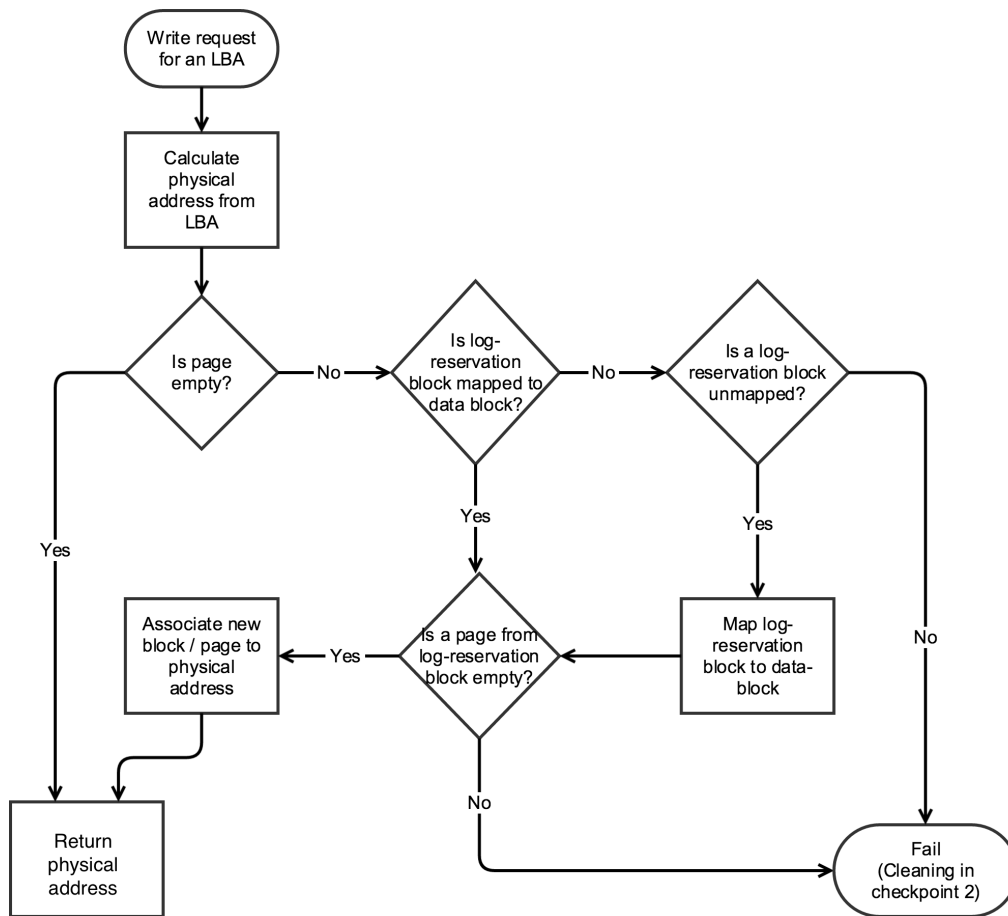 Write request
for an LBA
Calculate
physical
address from
LBA
Is page
empty?
No
Is log-
reservation
block mapped to
data block?
No
Is a log-
reservation block
unmapped?
Yes
Yes
Yes
No
Associate new
block / page to
physical
address
Yes
Is a page from
log-reservation
block empty?
Map log-
reservation
block to data-
block
No
Return
physical
address
Fail
(Cleaning in
checkpoint 2)